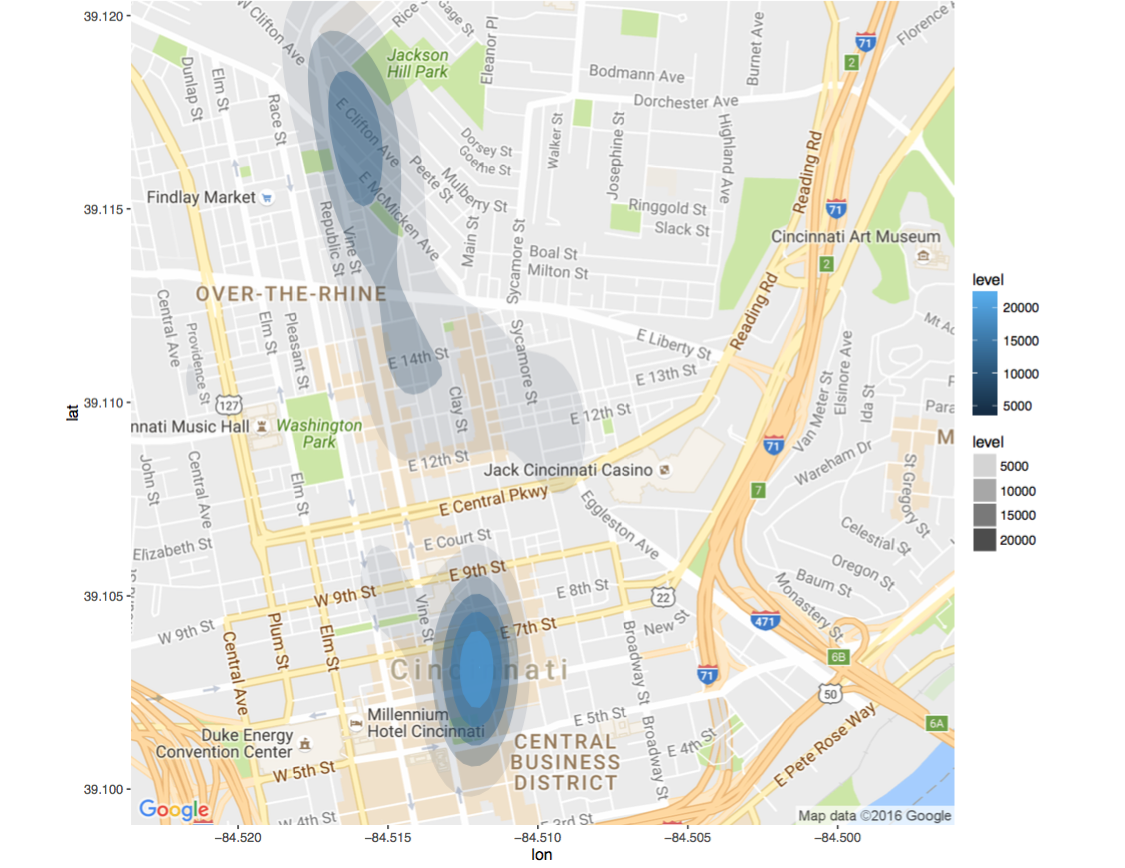 39.120
39.115
39.110
39.105
39.100
lat
W Clifton Ave
Rice
Gage St
Eleanor Pl
Burnet Ave
71
Florence
2
Jackson
Hill Park
Bodmann Ave
Dorchester Ave
Dunlap St
Elm St
Race St
E Clifton Ave
Dorsey St
Goethe St
Walker St
Josephine St
Highland Ave
Reading Rd
Peete St
Mulberry St
Findlay Market
E McMicken Ave
Ringgold St
Slack St
71
Cincinnati Art Museum
Republic St
Vine St
Main St
Sycamore St
Boal St
Milton St
2
OVER-THE-RHINE
Reading Rd
Central Ave
Elm St
Pleasant St
Providence St
Sycamore St
E Liberty St
Mt Ad
E 14th St
E 13th St
Elsinore Ave
Van Meter St
Ida St
127
Clay St
E 12th St
Para
nnati Music Hall
Washington
Park
71
M
E 12th St
Jack Cincinnati Casino
Wareham Dr
John St
Central Ave
Elm St
E Central Pkwy
7
St Gregory St
Eggleston Ave
E Court St
Celestial St
Elizabeth St
E 9th St
Oregon St
W 9th St
E 8th St
22
Baum St
Monastery St
Vine St
E 7th St
New St
471
W 9th St
Plum St
Elm St
Central Ave
Broadway St
6B
Cincinnati
71
50
Millennium
Hotel Cincinnati
E 5th St
6A
Duke Energy
Convention Center
CENTRAL
BUSINESS
DISTRICT
E 4th St
Broadway St
E Pete Rose Way
W 5th St
W 4th St
E 3rd St
Google
Map data ©2016 Google
−84.520
−84.515
−84.510
−84.505
−84.500
lon
level
20000
15000
10000
5000
level
5000
10000
15000
20000